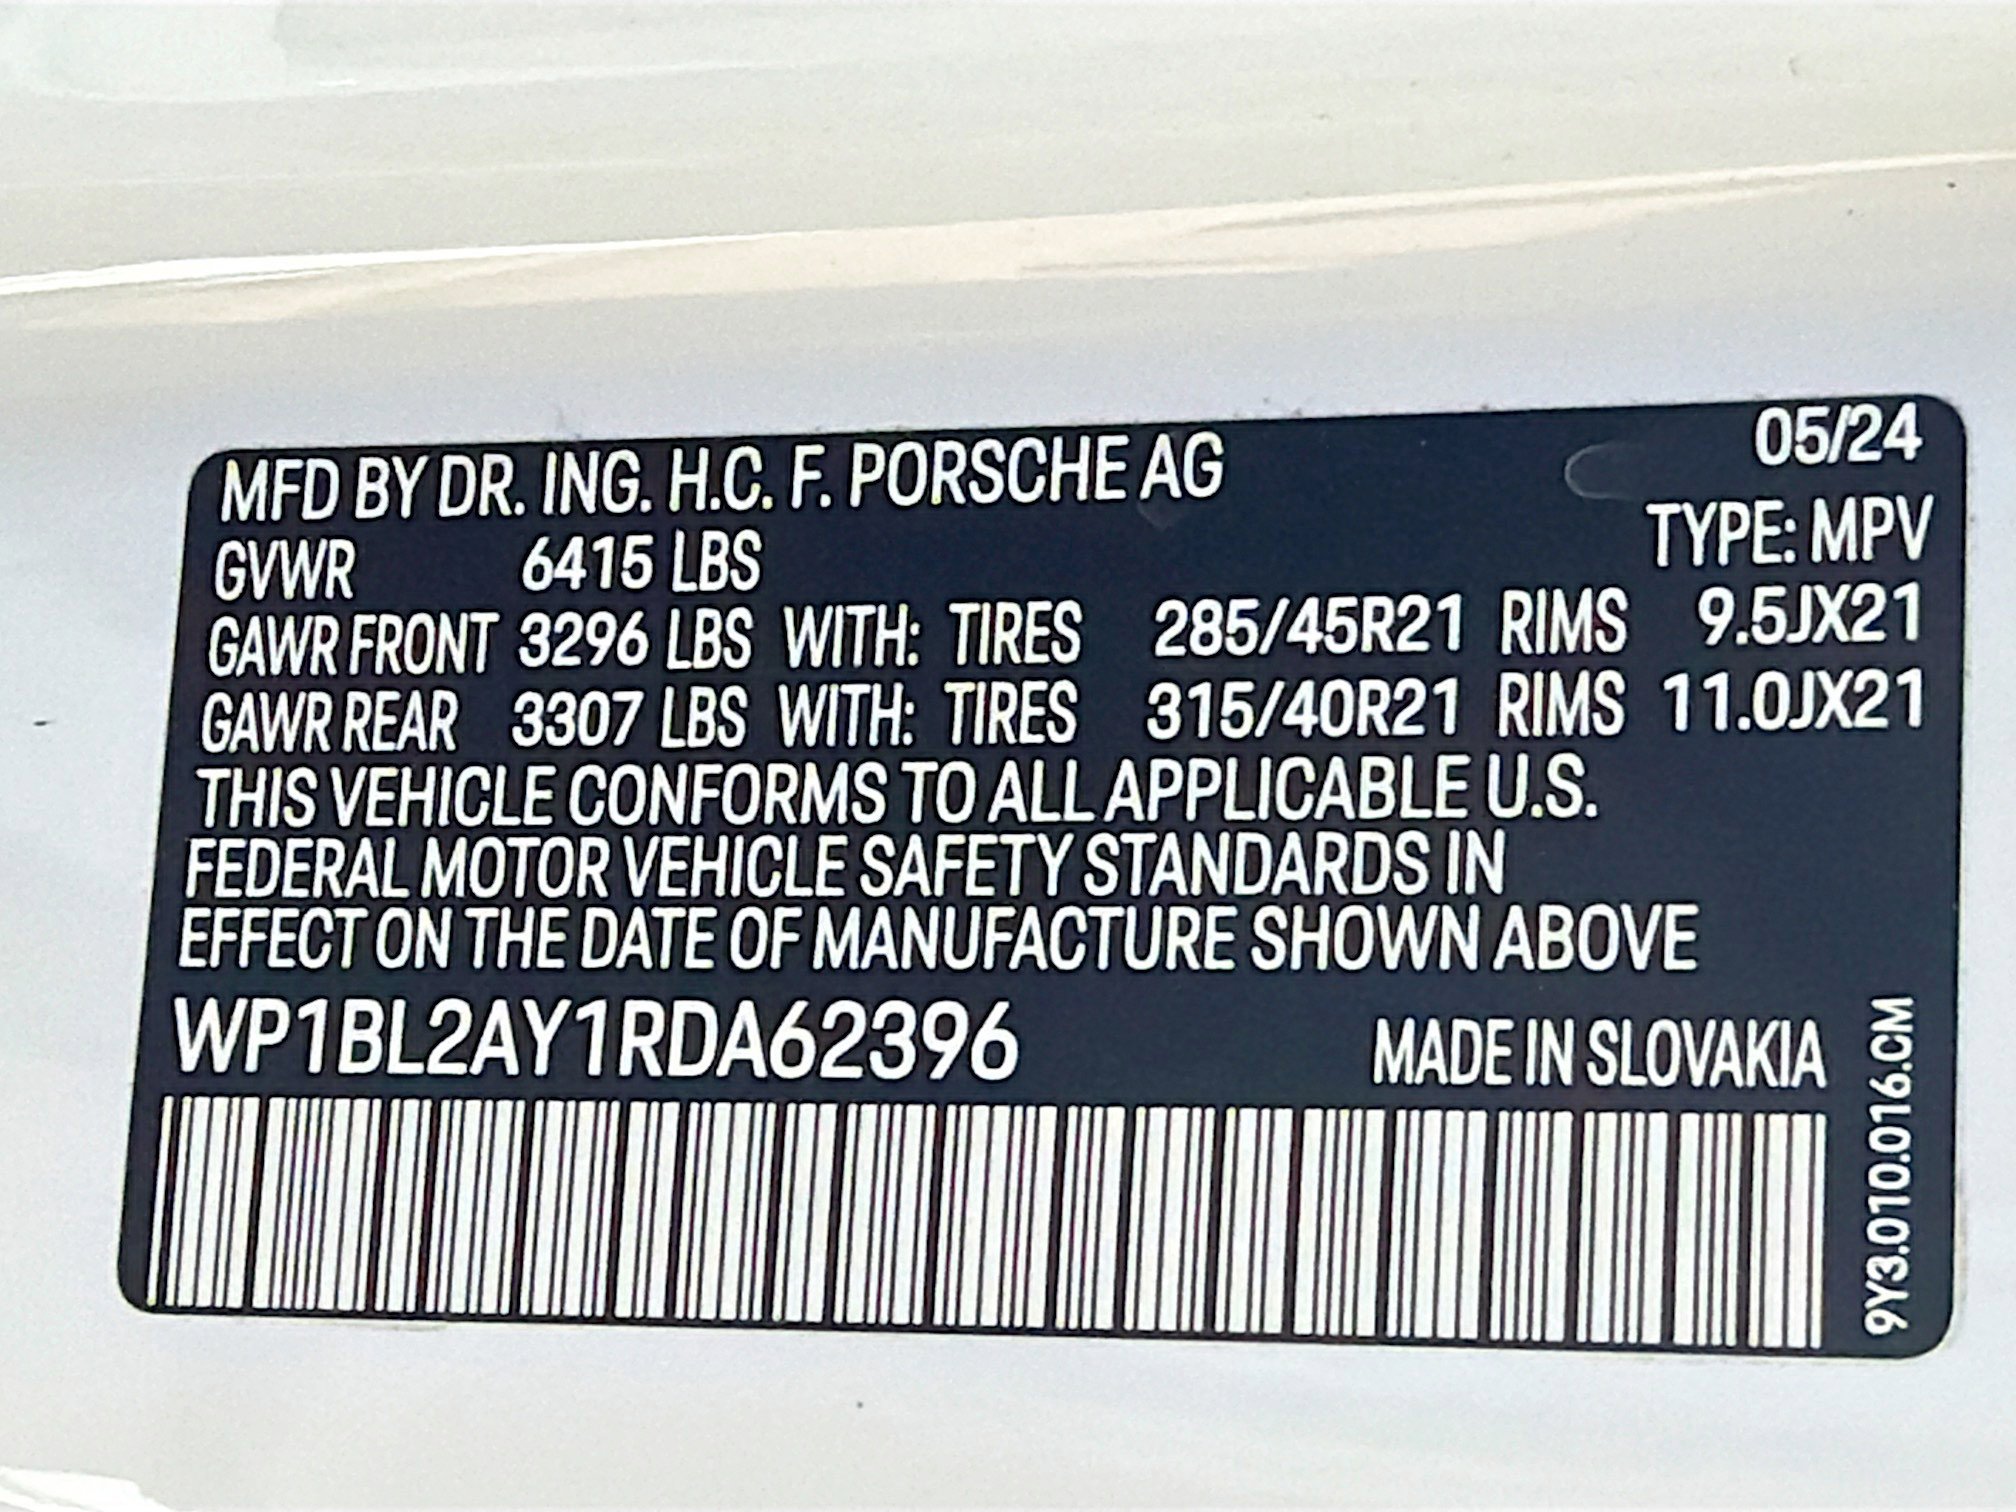 MFD BY DR. ING. H.C. F. PORSCHE AG 05/24
TYPE: MPV
GVWR 6415 LBS
GAWR FRONT 3296 LBS WITH: TIRES 285/45R21 RIMS 9.5JX21
GAWR REAR 3307 LBS WITH: TIRES 315/40R21 RIMS 11.0JX21
THIS VEHICLE CONFORMS TO ALL APPLICABLE U.S.
FEDERAL MOTOR VEHICLE SAFETY STANDARDS IN
EFFECT ON THE DATE OF MANUFACTURE SHOWN ABOVE
WP1BL2AY1RDA62396 MADE IN SLOVAKIA
9Y3.010.016.CM